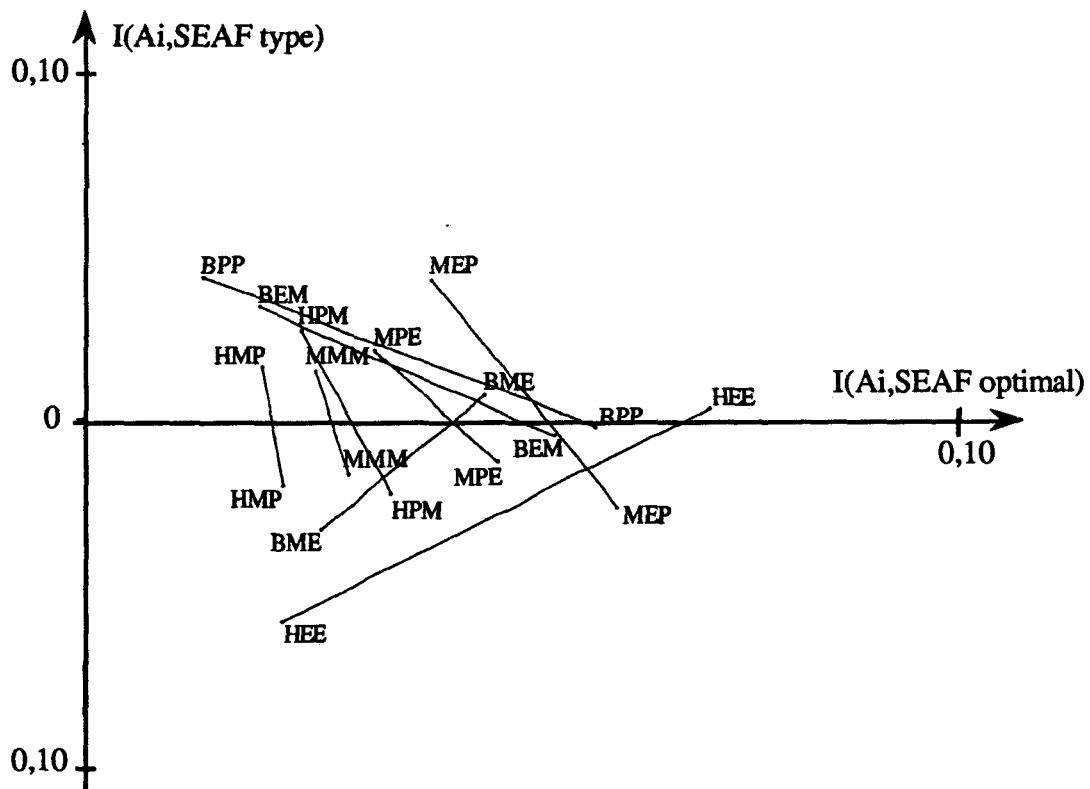 I(Ai,SEAF type)
0,10
BPP
MEP
BEM
HPM
MPE
HMP
MMM
BME
I(Ai,SEAF optimal)
HEE
0
BPP
0,10
BEM
MMM
MPE
HMP
HPM
MEP
BME
HEE
0,10